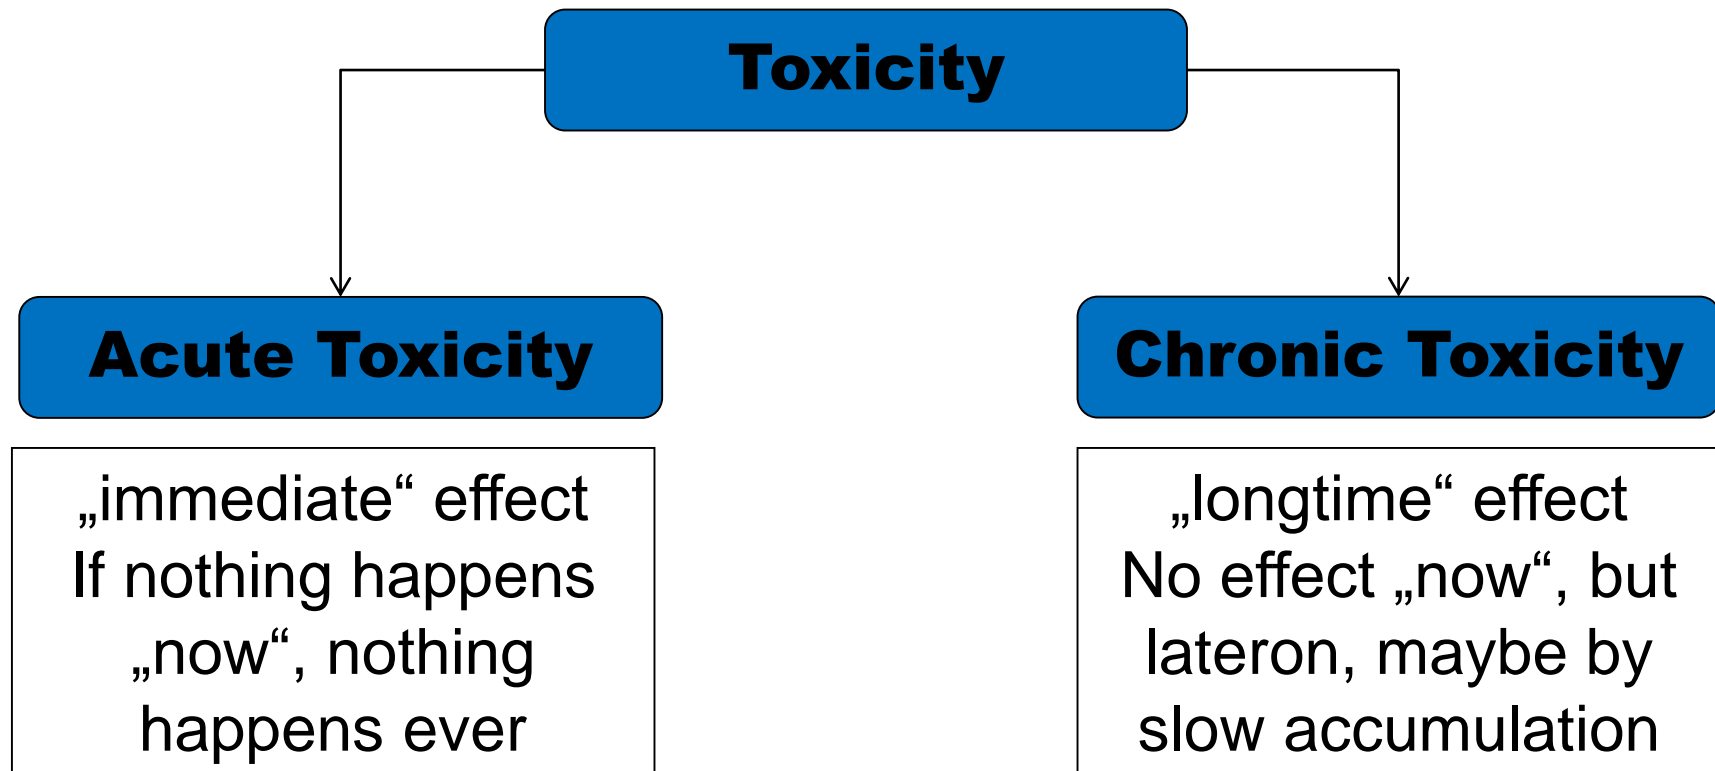 Toxicity
Acute Toxicity
Chronic Toxicity
„immediate“ effect
If nothing happens
„now“, nothing
happens ever
„longtime“ effect
No effect „now“, but
lateron, maybe by
slow accumulation